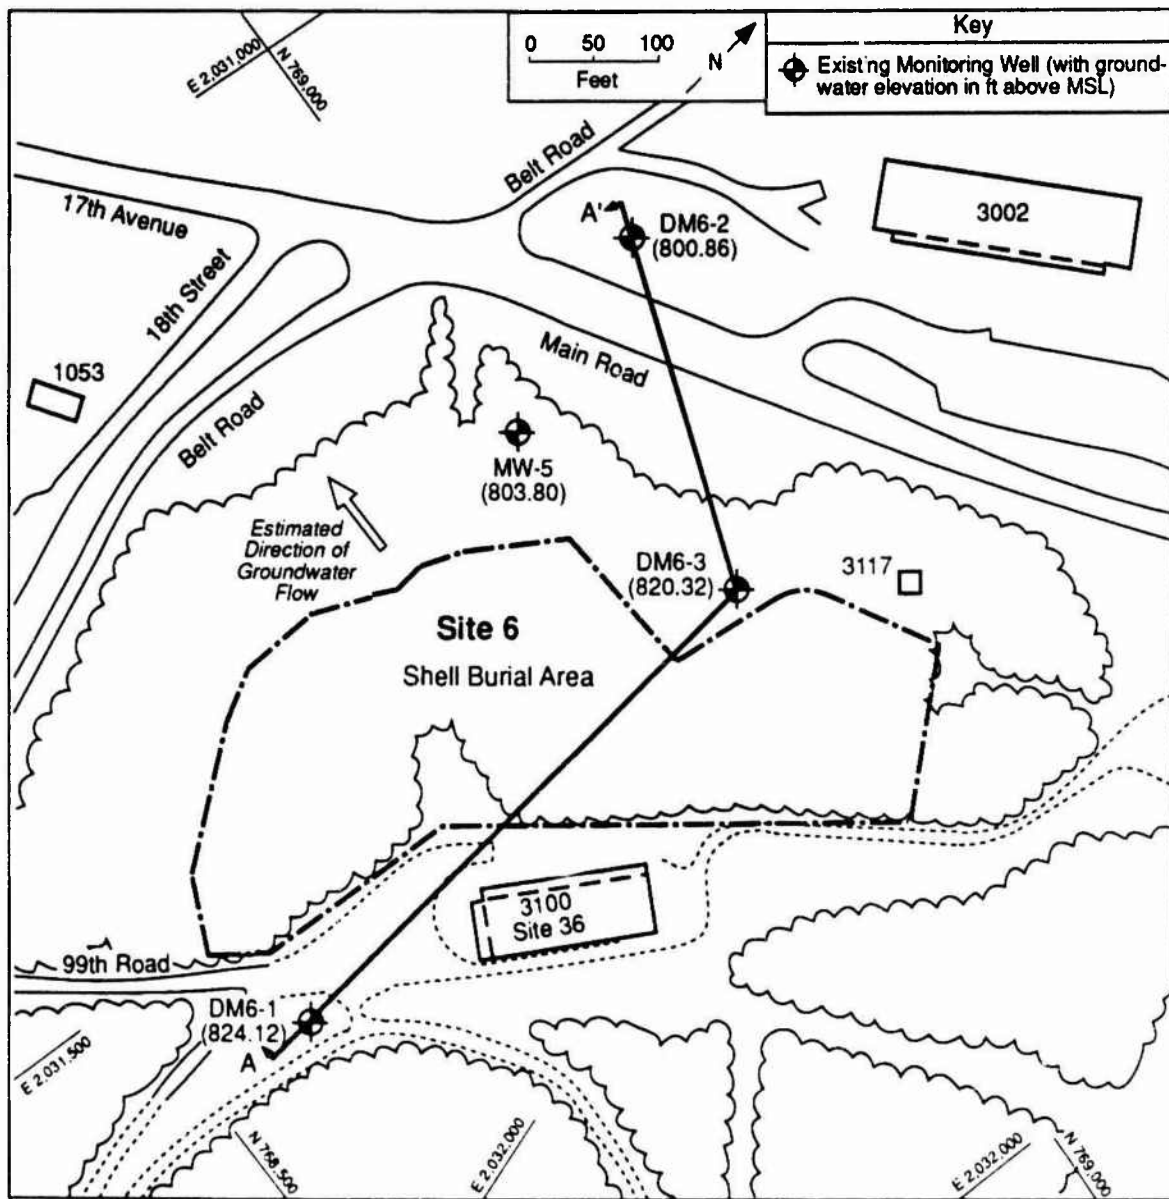 0 50 100
Feet
N
Key
Existing Monitoring Well (with ground-
water elevation in ft above MSL)
E 2,031,000
N 769,000
Belt Road
17th Avenue
18th Street
A'
DM6-2
(800.86)
3002
1053
Belt Road
Main Road
MW-5
(803.80)
Estimated
Direction of
Groundwater
Flow
DM6-3
(820.32)
3117
Site 6
Shell Burial Area
3100
Site 36
99th Road
DM6-1
(824.12)
A
E 2,031,500
N 768,500
E 2,032,000
E 2,032,000
N 769,000